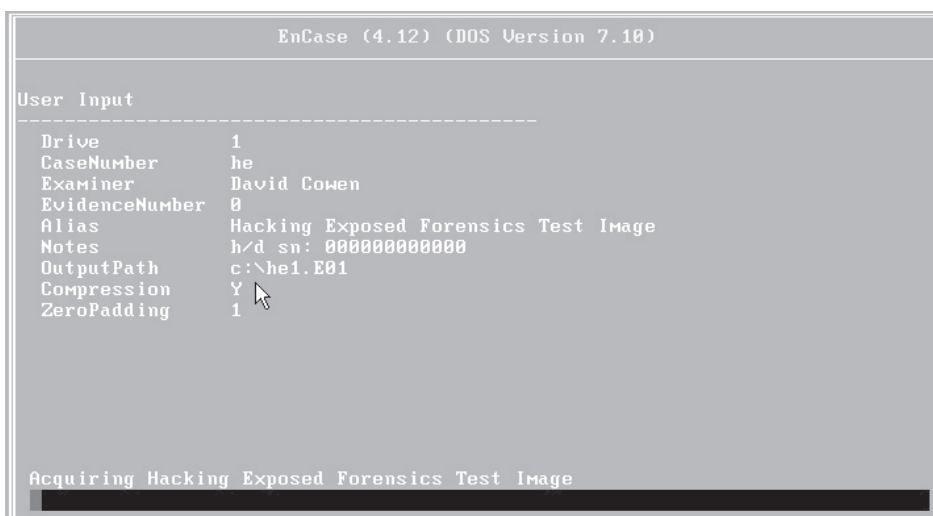 EnCase (4.12) (DOS Version 7.10)
User Input
Drive 1
CaseNumber he
Examiner David Cowen
EvidenceNumber 0
Alias Hacking Exposed Forensics Test Image
Notes h/d sn: 000000000000
OutputPath c:\he1.E01
Compression Y
ZeroPadding 1
Acquiring Hacking Exposed Forensics Test Image